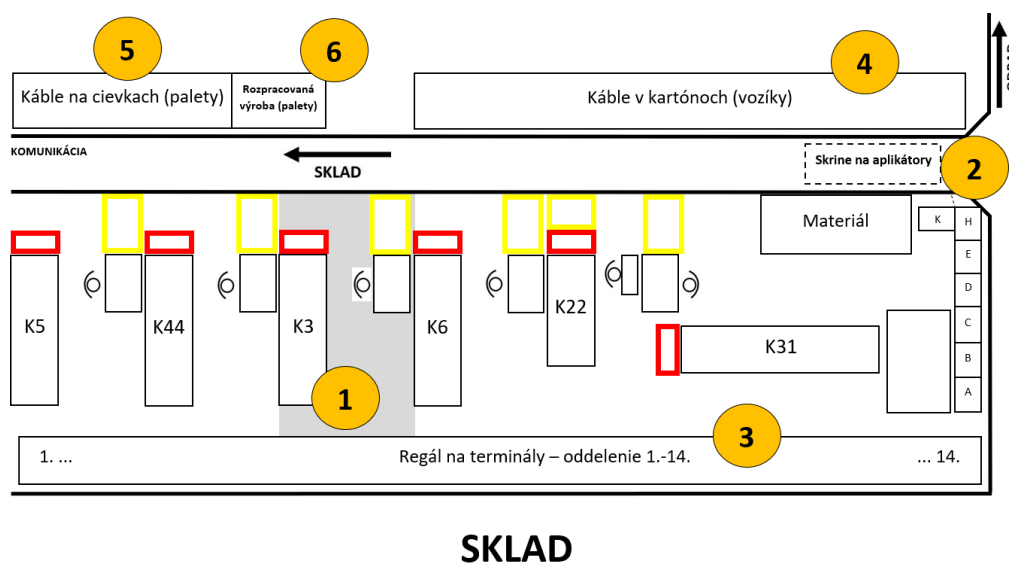 5
6
4
Káble na cievkach (palety)
Rozpracovaná
výroba (palety)
Káble v kartónoch (vozíky)
KOMUNIKÁCIA
SKLAD
Skrine na aplikátory
2
Materiál
K
H
E
D
C
B
A
K5
K44
K3
K6
K22
K31
1
3
1. ...
Regál na terminály – oddelenie 1.-14.
... 14.
SKLAD